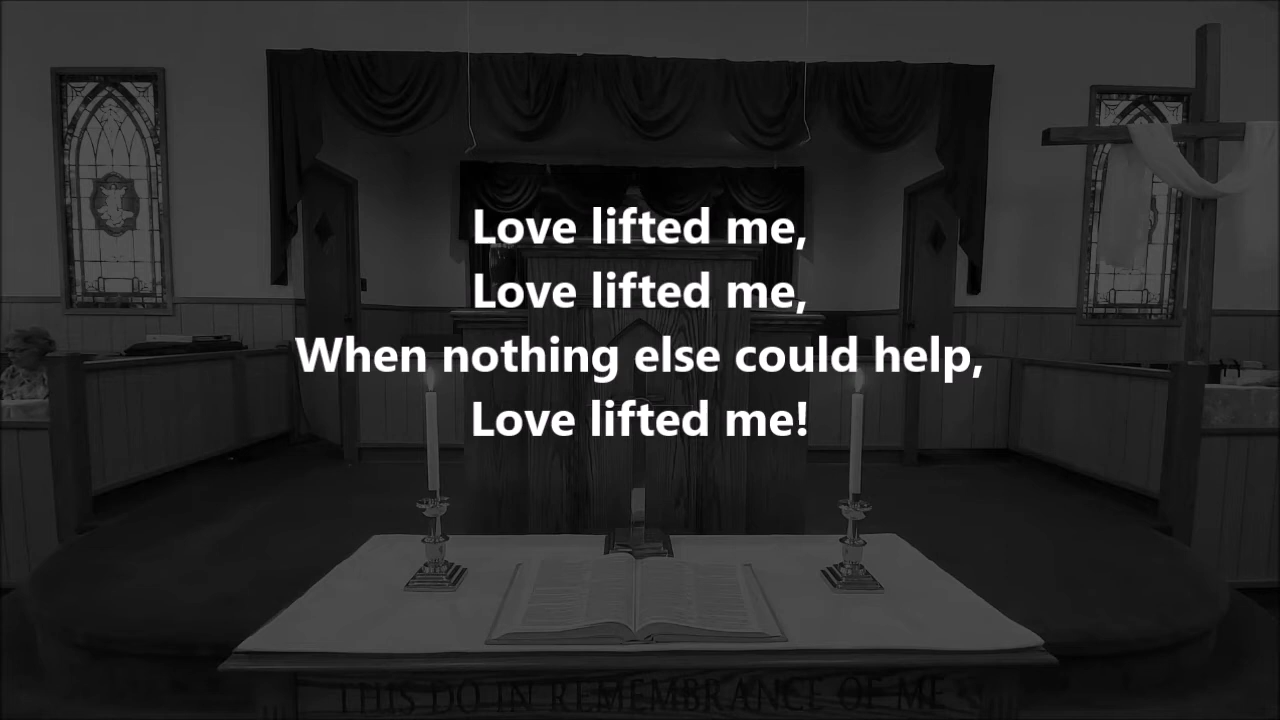 Love lifted me,
Love lifted me,
When nothing else could help,
Love lifted me!
THIS DO IN REMEMBRANCE OF ME